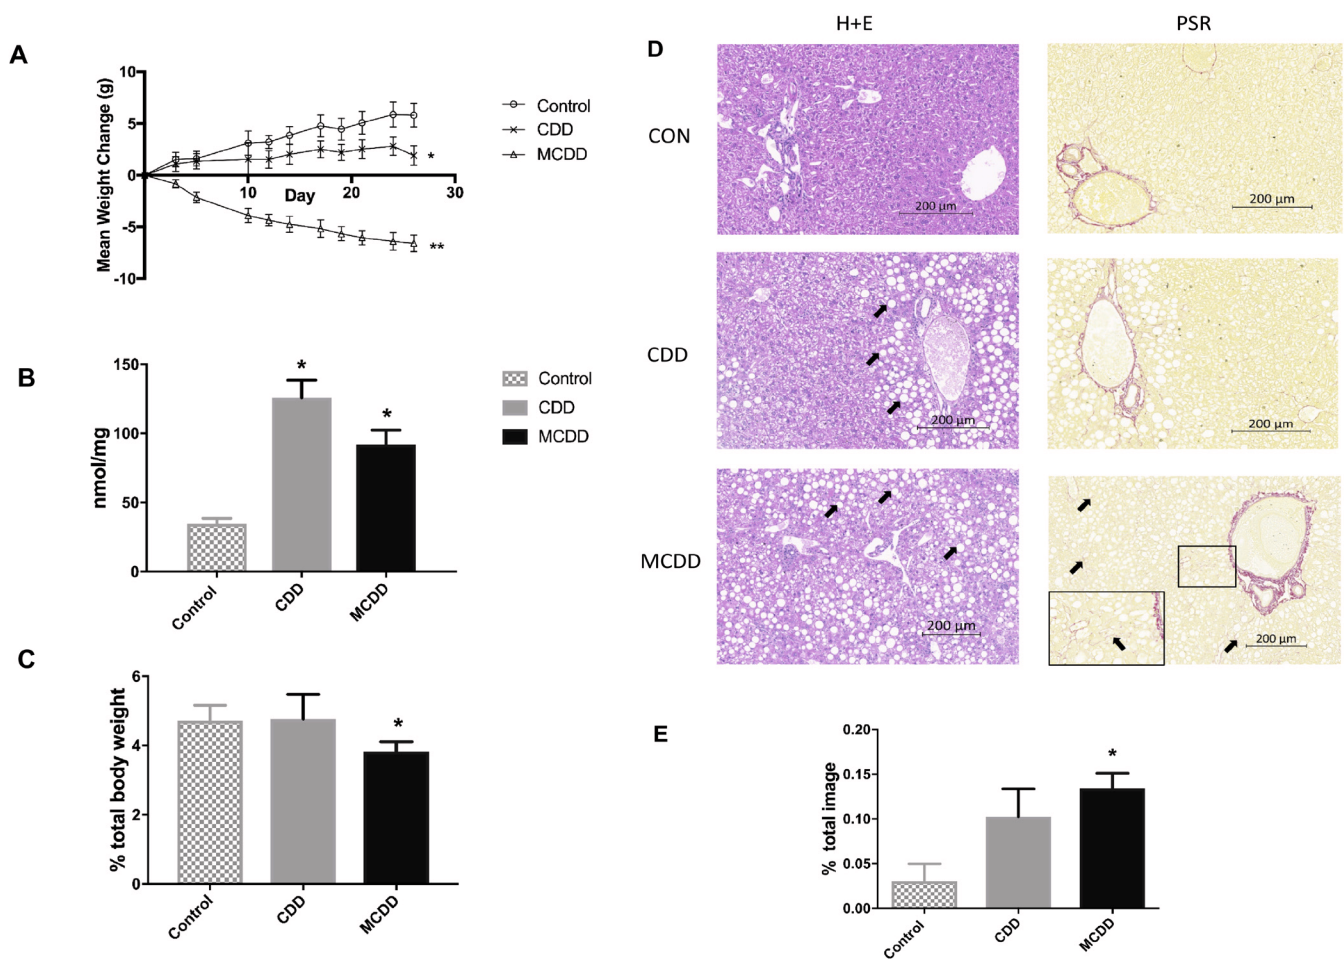 A
Mean Weight Change (g)
10
5
0
-5
-10
10
20
30
Day
*
**
Control
CDD
MCDD
B
nmol/mg
150
100
50
0
*
*
Control
CDD
MCDD
Control
CDD
MCDD
C
% total body weight
6
4
2
0
*
Control
CDD
MCDD
D
H+E
PSR
CON
200 µm
200 µm
CDD
200 µm
200 µm
MCDD
200 µm
200 µm
E
% total image
0.20
0.15
0.10
0.05
0.00
*
Control
CDD
MCDD